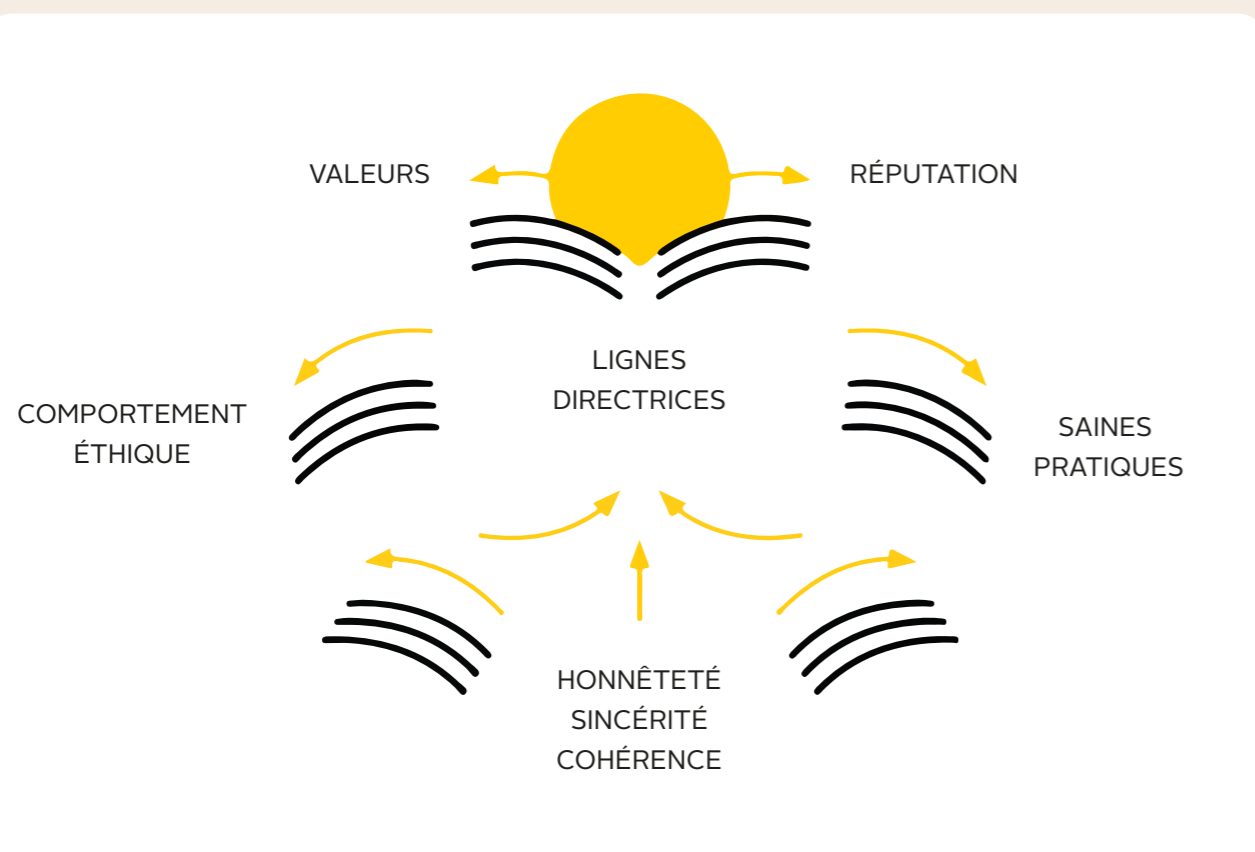 VALEURS
RÉPUTATION
LIGNES
DIRECTRICES
COMPORTEMENT
ÉTHIQUE
SAINES
PRATIQUES
HONNÊTETÉ
SINCÉRITÉ
COHÉRENCE